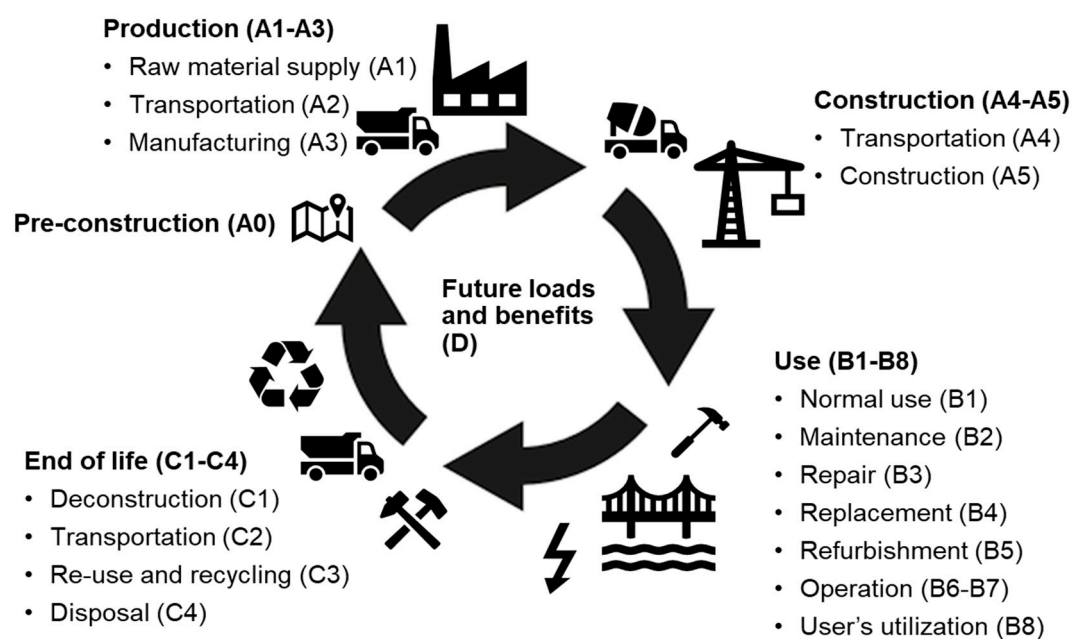 Production (A1-A3)
• Raw material supply (A1)
• Transportation (A2)
• Manufacturing (A3)
Construction (A4-A5)
• Transportation (A4)
• Construction (A5)
Pre-construction (A0)
Future loads
and benefits
(D)
Use (B1-B8)
• Normal use (B1)
• Maintenance (B2)
• Repair (B3)
• Replacement (B4)
• Refurbishment (B5)
• Operation (B6-B7)
• User’s utilization (B8)
End of life (C1-C4)
• Deconstruction (C1)
• Transportation (C2)
• Re-use and recycling (C3)
• Disposal (C4)